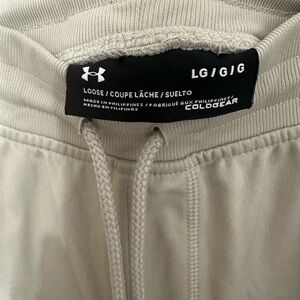 LG/G/G
LOOSE / COUPE LÂCHE / SUELTO
MADE IN PHILIPPINES / FABRIQUÉ AUX PHILIPPINES /
HECHO EN FILIPINAS
COLDGEAR